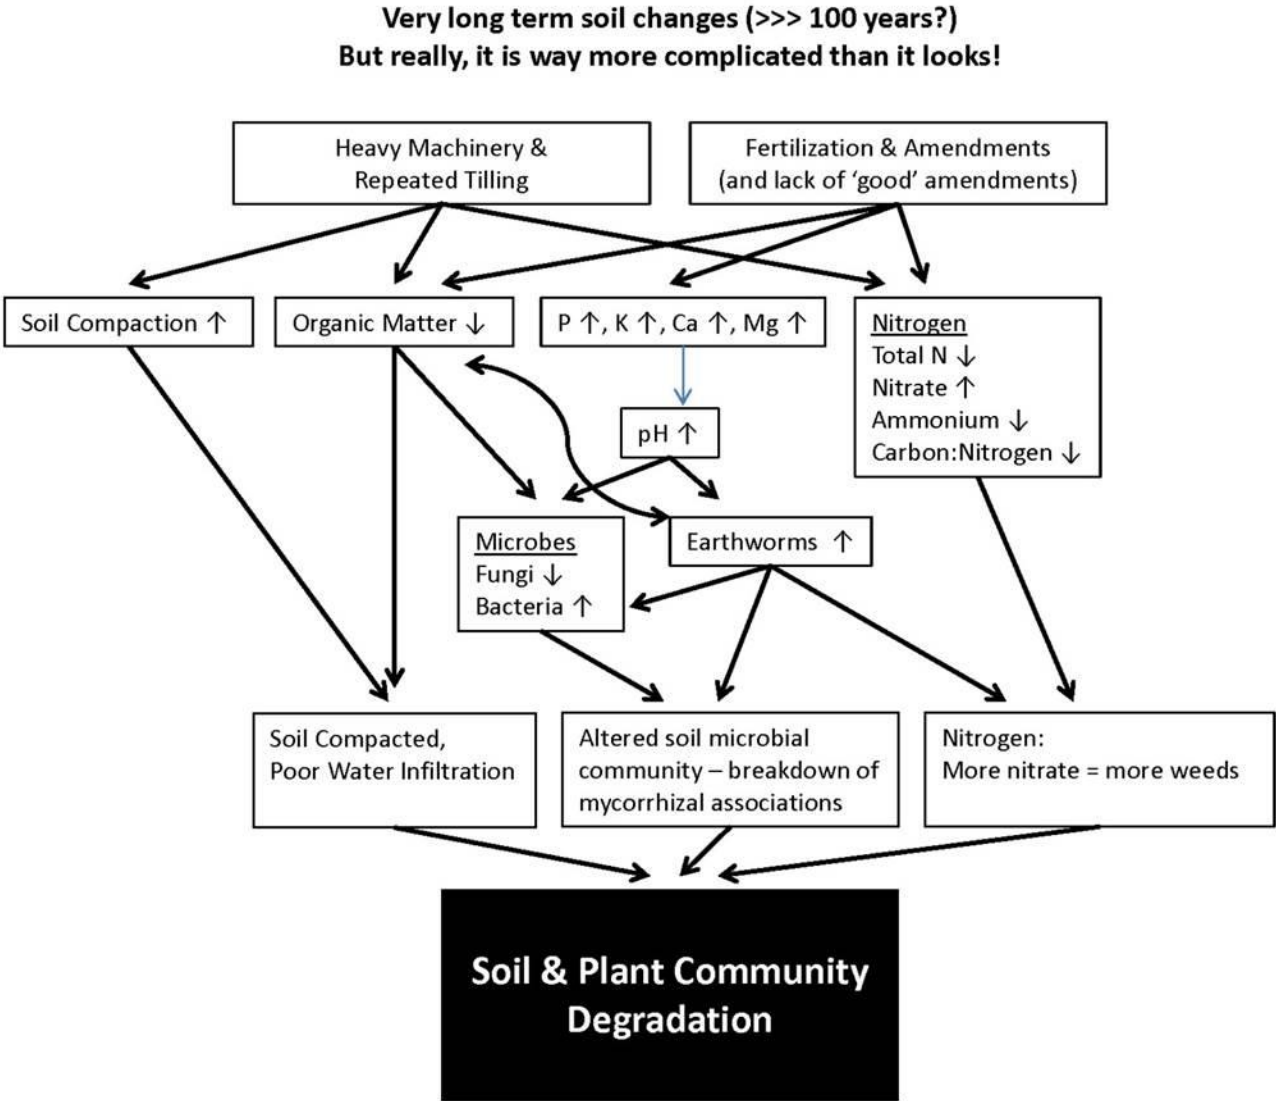 Very long term soil changes (>>> 100 years?)
But really, it is way more complicated than it looks!
Heavy Machinery &
Repeated Tilling
Fertilization & Amendments
(and lack of ‘good’ amendments)
Soil Compaction ↑
Organic Matter ↓
P ↑, K ↑, Ca ↑, Mg ↑
Nitrogen
Total N ↓
Nitrate ↑
Ammonium ↓
Carbon:Nitrogen ↓
pH ↑
Microbes
Fungi ↓
Bacteria ↑
Earthworms ↑
Soil Compacted,
Poor Water Infiltration
Altered soil microbial
community – breakdown of
mycorrhizal associations
Nitrogen:
More nitrate = more weeds
Soil & Plant Community
Degradation